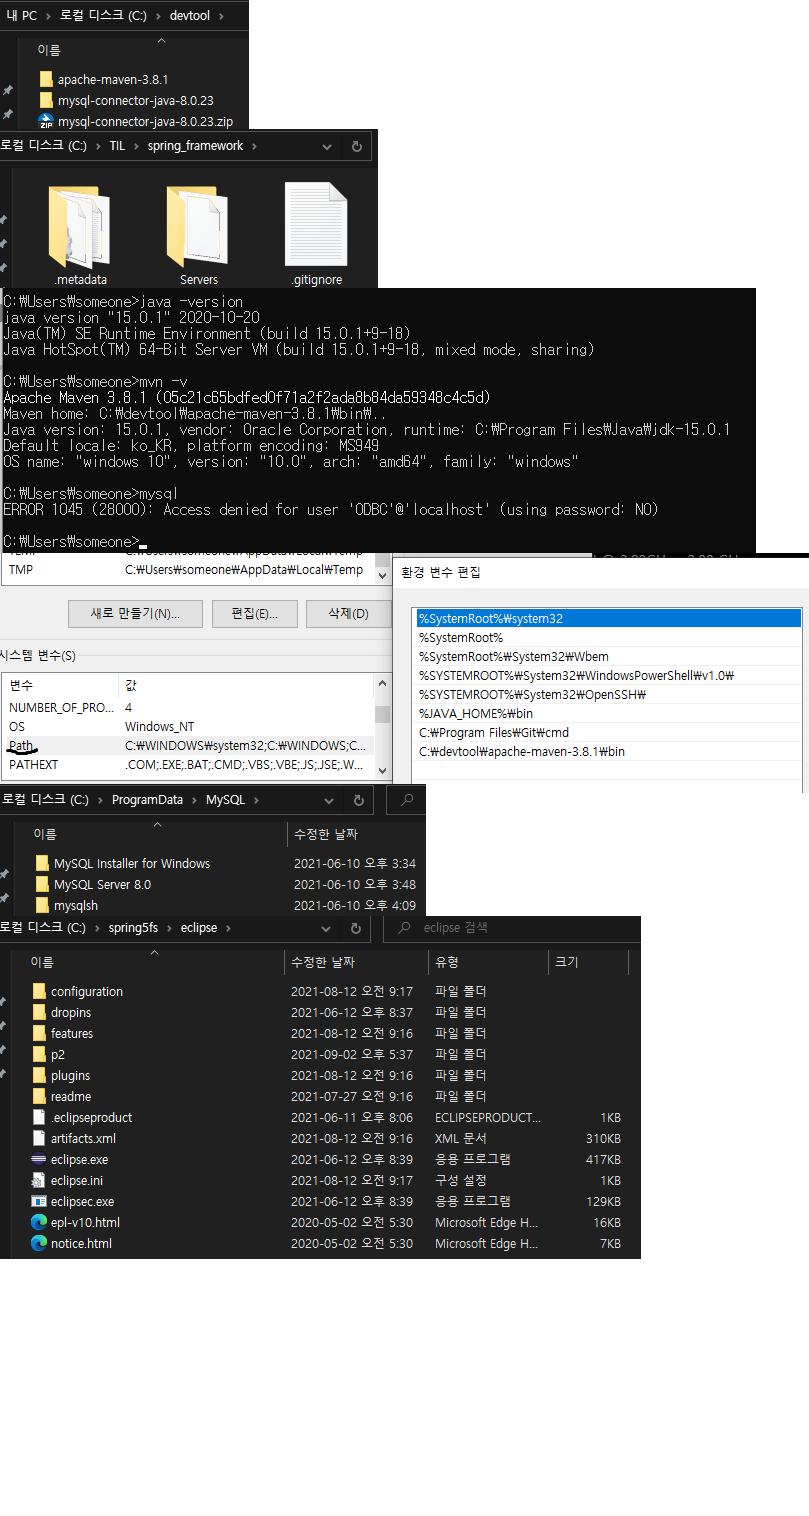 내 PC > 로컬 디스크 (C:) > devtool >
이름
apache-maven-3.8.1
mysql-connector-java-8.0.23
mysql-connector-java-8.0.23.zip
로컬 디스크 (C:) > TIL > spring_framework >
.metadata Servers .gitignore
C:₩Users₩someone>java -version
java version "15.0.1" 2020-10-20
Java(TM) SE Runtime Environment (build 15.0.1+9-18)
Java HotSpot(TM) 64-Bit Server VM (build 15.0.1+9-18, mixed mode, sharing)
C:₩Users₩someone>mvn -v
Apache Maven 3.8.1 (05c21c65bdfed0f71a2f2ada8b84da59348c4c5d)
Maven home: C:₩devtool₩apache-maven-3.8.1₩bin₩..
Java version: 15.0.1, vendor: Oracle Corporation, runtime: C:₩Program Files₩Java₩jdk-15.0.1
Default locale: ko_KR, platform encoding: MS949
OS name: "windows 10", version: "10.0", arch: "amd64", family: "windows"
C:₩Users₩someone>mysql
ERROR 1045 (28000): Access denied for user 'ODBC'@'localhost' (using password: NO)
C:₩Users₩someone>
TMP C:₩Users₩someone₩AppData₩Local₩Temp
새로 만들기(N)... 편집(E)... 삭제(D)
시스템 변수(S)
변수 값
NUMBER_OF_PRO... 4
OS Windows_NT
Path C:₩WINDOWS₩system32;C:₩WINDOWS;C...
PATHEXT .COM;.EXE;.BAT;.CMD;.VBS;.VBE;.JS;.JSE;.W...
환경 변수 편집
%SystemRoot%₩system32
%SystemRoot%
%SystemRoot%₩System32₩Wbem
%SYSTEMROOT%₩System32₩WindowsPowerShell₩v1.0₩
%SYSTEMROOT%₩System32₩OpenSSH₩
%JAVA_HOME%₩bin
C:₩Program Files₩Git₩cmd
C:₩devtool₩apache-maven-3.8.1₩bin
로컬 디스크 (C:) > ProgramData > MySQL >
이름 수정한 날짜
MySQL Installer for Windows 2021-06-10 오후 3:34
MySQL Server 8.0 2021-06-10 오후 3:48
mysqlsh 2021-06-10 오후 4:09
로컬 디스크 (C:) > spring5fs > eclipse > eclipse 검색
이름 수정한 날짜 유형 크기
configuration 2021-08-12 오전 9:17 파일 폴더
dropins 2021-06-12 오후 8:37 파일 폴더
features 2021-08-12 오전 9:16 파일 폴더
p2 2021-09-02 오후 5:37 파일 폴더
plugins 2021-08-12 오전 9:16 파일 폴더
readme 2021-07-27 오전 9:16 파일 폴더
.eclipseproduct 2021-06-11 오후 8:06 ECLIPSEPRODUCT... 1KB
artifacts.xml 2021-08-12 오전 9:16 XML 문서 310KB
eclipse.exe 2021-06-12 오후 8:39 응용 프로그램 417KB
eclipse.ini 2021-08-12 오전 9:17 구성 설정 1KB
eclipsec.exe 2021-06-12 오후 8:39 응용 프로그램 129KB
epl-v10.html 2020-05-02 오전 5:30 Microsoft Edge H... 16KB
notice.html 2020-05-02 오전 5:30 Microsoft Edge H... 7KB